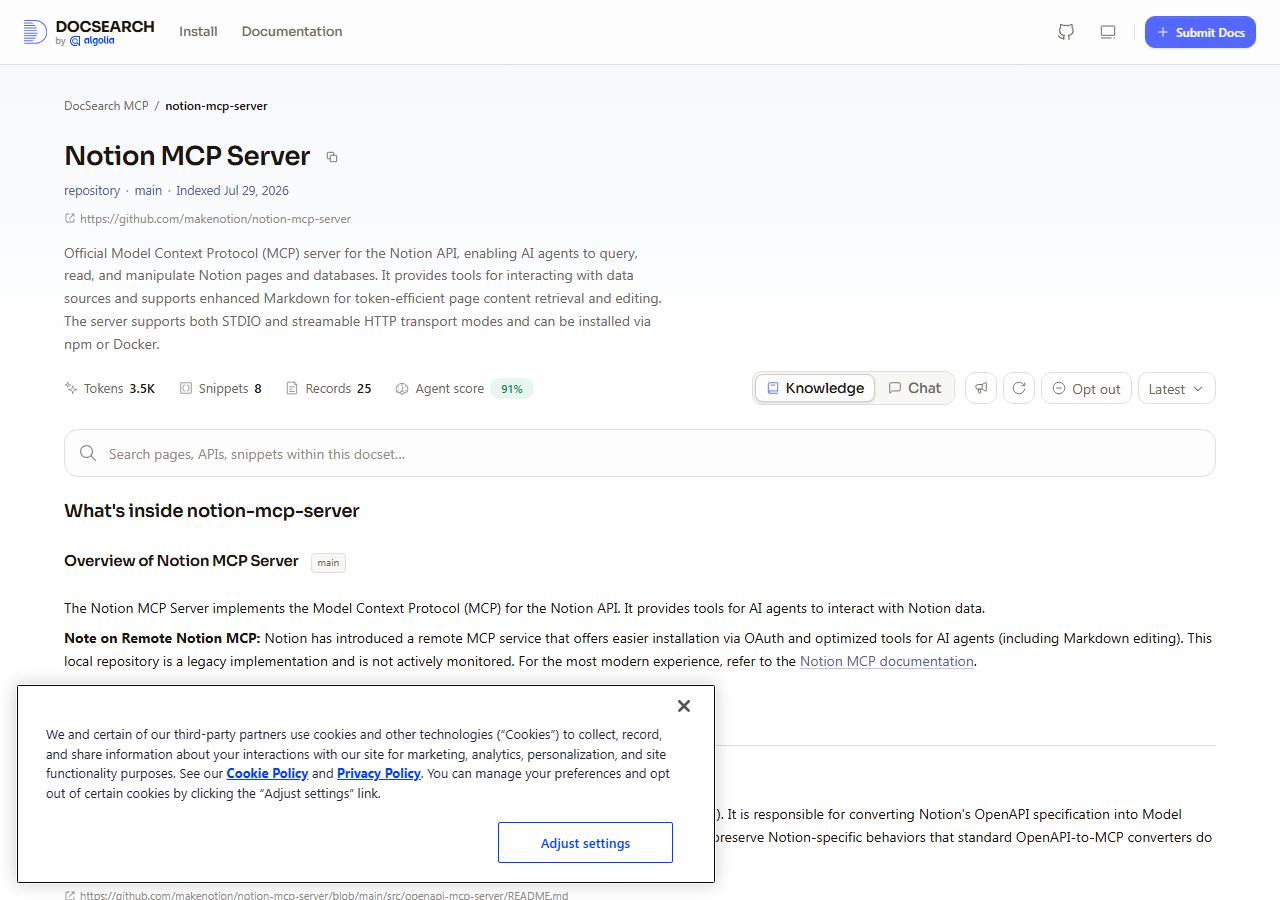 DOCSEARCH
by algolia
Install
Documentation
Submit Docs
DocSearch MCP / notion-mcp-server
Notion MCP Server
repository · main · Indexed Jul 29, 2026
https://github.com/makenotion/notion-mcp-server
Official Model Context Protocol (MCP) server for the Notion API, enabling AI agents to query,
read, and manipulate Notion pages and databases. It provides tools for interacting with data
sources and supports enhanced Markdown for token-efficient page content retrieval and editing.
The server supports both STDIO and streamable HTTP transport modes and can be installed via
npm or Docker.
Tokens 3.5K
Snippets 8
Records 25
Agent score 91%
Knowledge
Chat
Opt out
Latest
Search pages, APIs, snippets within this docset...
What's inside notion-mcp-server
Overview of Notion MCP Server main
The Notion MCP Server implements the Model Context Protocol (MCP) for the Notion API. It provides tools for AI agents to interact with Notion data.
Note on Remote Notion MCP: Notion has introduced a remote MCP service that offers easier installation via OAuth and optimized tools for AI agents (including Markdown editing). This
local repository is a legacy implementation and is not actively monitored. For the most modern experience, refer to the Notion MCP documentation.
We and certain of our third-party partners use cookies and other technologies (“Cookies”) to collect, record,
and share information about your interactions with our site for marketing, analytics, personalization, and site
functionality purposes. See our Cookie Policy and Privacy Policy. You can manage your preferences and opt
out of certain cookies by clicking the “Adjust settings” link.
Adjust settings
). It is responsible for converting Notion's OpenAPI specification into Model
preserve Notion-specific behaviors that standard OpenAPI-to-MCP converters do
https://github.com/makenotion/notion-mcp-server/blob/main/src/openapi-mcp-server/README.md